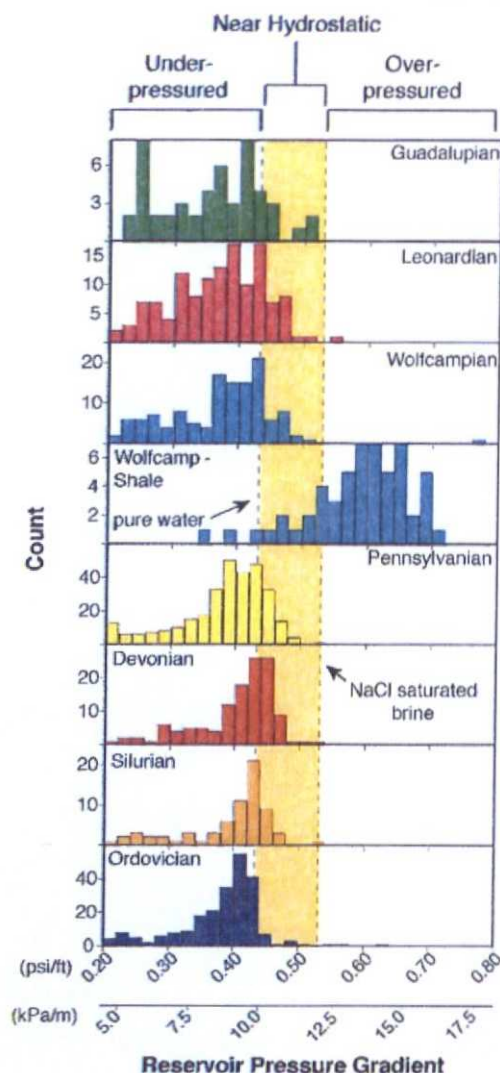 Near Hydrostatic
Under-
pressured
Over-
pressured
Guadalupian
6
3
Leonardian
15
10
5
Wolfcampian
20
10
Wolfcamp -
Shale
6
4
2
pure water
Pennsylvanian
40
20
Devonian
20
10
NaCl saturated
brine
Silurian
20
10
Ordovician
40
20
0
Count
(psi/ft)
0.20 0.30 0.40 0.50 0.60 0.70 0.80
(kPa/m)
5.0 7.5 10.0 12.5 15.0 17.5
Reservoir Pressure Gradient